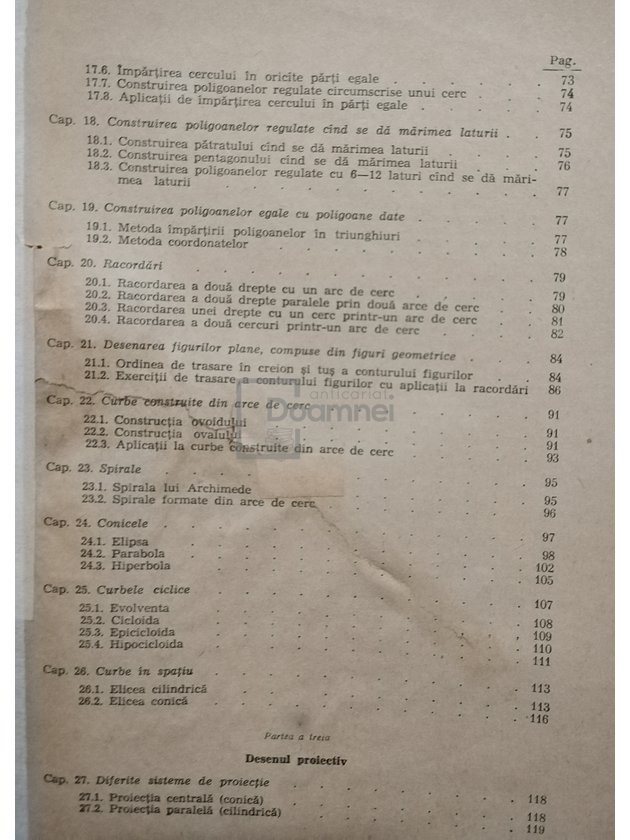 Pag.
17.6. Împărțirea cercului în oricite părți egale . . . . . . 73
17.7. Construirea poligoanelor regulate circumscrise unui cerc . . . 74
17.8. Aplicații de împărțirea cercului în părți egale . . . . . 74
Cap. 18. Construirea poligoanelor regulate cînd se dă mărimea laturii . . 75
18.1. Construirea pătratului cînd se dă mărimea laturii . . . . 75
18.2. Construirea pentagonului cînd se dă mărimea laturii . . . 76
18.3. Construirea poligoanelor regulate cu 6—12 laturi cînd se dă mări-
mea laturii . . . . . . . . . . 77
Cap. 19. Construirea poligoanelor egale cu poligoane date . . . . . 77
19.1. Metoda împărțirii poligoanelor în triunghiuri . . . . . 77
19.2. Metoda coordonatelor . . . . . . . . 78
Cap. 20. Racordări . . . . . . . . . . 79
20.1. Racordarea a două drepte cu un arc de cerc . . . . . 79
20.2. Racordarea a două drepte paralele prin două arce de cerc . . 80
20.3. Racordarea unei drepte cu un cerc printr-un arc de cerc . . 81
20.4. Racordarea a două cercuri printr-un arc de cerc . . . . 82
Cap. 21. Desenarea figurilor plane, compuse din figuri geometrice . . . 84
21.1. Ordinea de trasare în creion și tuș a conturului figurilor . . 84
21.2. Exerciții de trasare a conturului figurilor cu aplicații la racordări 86
anticariat
Doamnei
Cap. 22. Curbe construite din arce de cerc . . . . . . . 91
22.1. Construcția ovoidului . . . . . . . . 91
22.2. Construcția ovalului . . . . . . . . 91
22.3. Aplicații la curbe construite din arce de cerc . . . . . 93
Cap. 23. Spirale . . . . . . . . . . . 95
23.1. Spirala lui Archimede . . . . . . . . 95
23.2. Spirale formate din arce de cerc . . . . . . . 96
Cap. 24. Conicele . . . . . . . . . . . 97
24.1. Elipsa . . . . . . . . . . . 98
24.2. Parabola . . . . . . . . . . . 102
24.3. Hiperbola . . . . . . . . . . . 105
Cap. 25. Curbele ciclice . . . . . . . . . . 107
25.1. Evolventa . . . . . . . . . . 108
25.2. Cicloida . . . . . . . . . . . 109
25.3. Epicicloida . . . . . . . . . . 110
25.4. Hipocicloida . . . . . . . . . . 111
Cap. 26. Curbe în spațiu . . . . . . . . . . 113
26.1. Elicea cilindrică . . . . . . . . . 113
26.2. Elicea conică . . . . . . . . . . 116
Partea a treia
Desenul proiectiv
Cap. 27. Diferite sisteme de proiecție . . . . . . . . 118
27.1. Proiecția centrală (conică) . . . . . . . 118
27.2. Proiecția paralelă (cilindrică) . . . . . . . 119